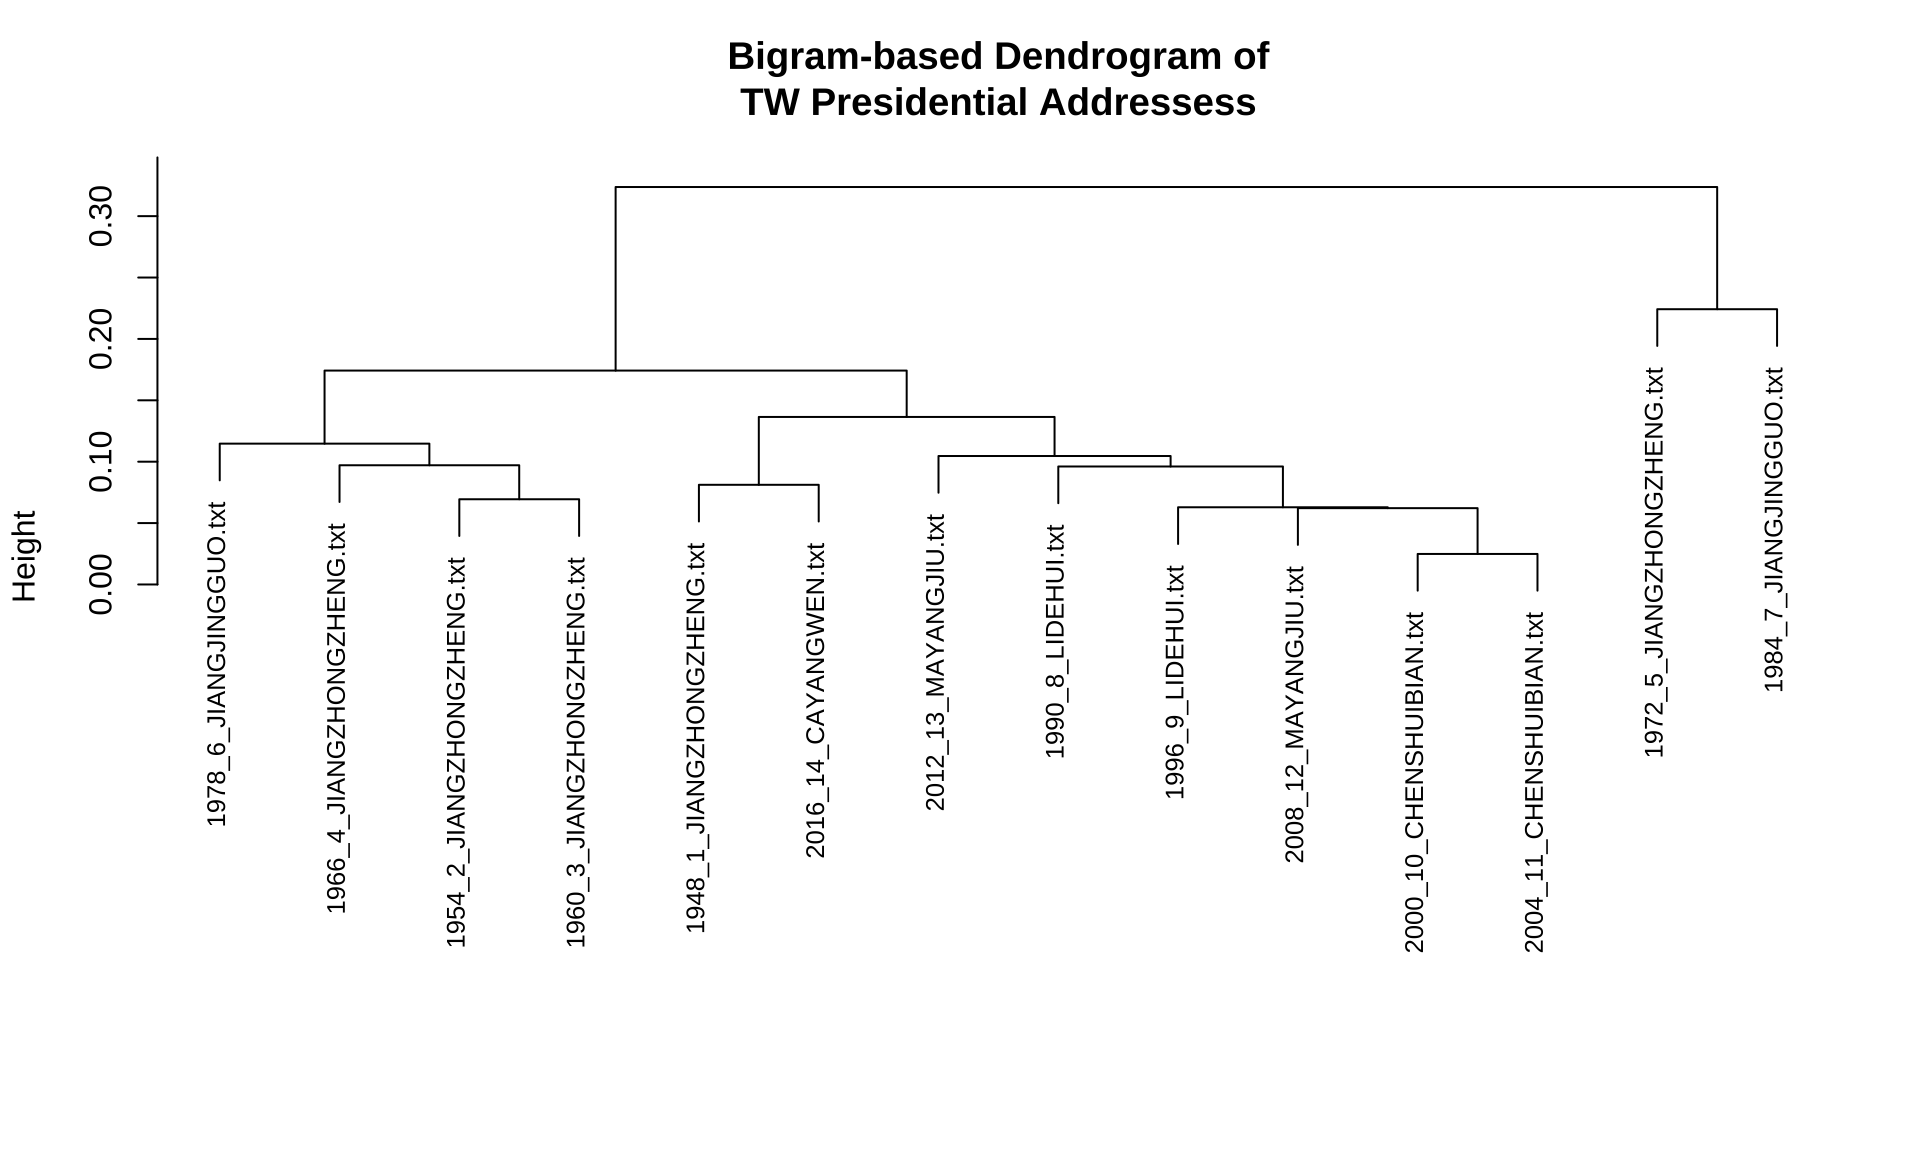 Bigram-based Dendrogram of
TW Presidential Addressess
Height
0.30
0.20
0.10
0.00
1978_6_JIANGJINGGUO.txt
1966_4_JIANGZHONGZHENG.txt
1954_2_JIANGZHONGZHENG.txt
1960_3_JIANGZHONGZHENG.txt
1948_1_JIANGZHONGZHENG.txt
2016_14_CAYANGWEN.txt
2012_13_MAYANGJIU.txt
1990_8_LIDEHUI.txt
1996_9_LIDEHUI.txt
2008_12_MAYANGJIU.txt
2000_10_CHENSHUIBIAN.txt
2004_11_CHENSHUIBIAN.txt
1972_5_JIANGZHONGZHENG.txt
1984_7_JIANGJINGGUO.txt